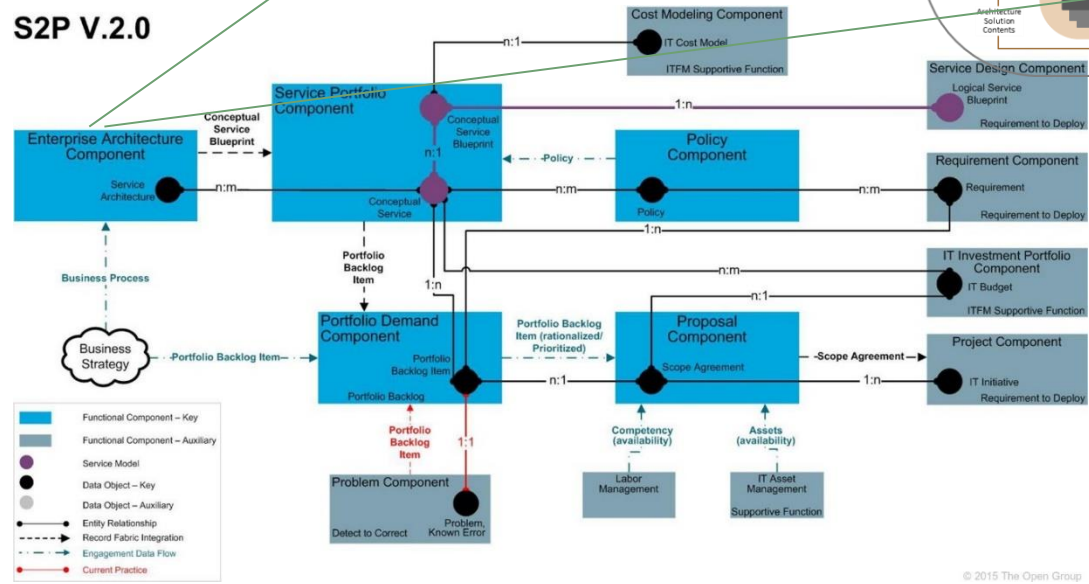 S2P V.2.0
Architecture
Solution
Contents
Cost Modeling Component
IT Cost Model
ITFM Supportive Function
n:1
Service Design Component
Logical Service
Blueprint
Requirement to Deploy
Service Portfolio
Component
Conceptual
Service
Blueprint
1:n
n:1
Conceptual
Service
Conceptual
Service
Blueprint
Enterprise Architecture
Component
Service
Architecture
n:m
Policy
Policy
Component
Policy
n:m
n:m
Requirement Component
Requirement
Requirement to Deploy
1:n
Business Process
Portfolio
Backlog
Item
1:n
n:m
n:1
IT Investment Portfolio
Component
IT Budget
ITFM Supportive Function
Business
Strategy
Portfolio Backlog Item
Portfolio Demand
Component
Portfolio
Backlog Item
Portfolio Backlog
Portfolio Backlog
Item (rationalized/
Prioritized)
n:1
Proposal
Component
Scope Agreement
Scope Agreement
1:n
Project Component
IT Initiative
Requirement to Deploy
Portfolio
Backlog
Item
1:1
Competency
(availability)
Assets
(availability)
Problem Component
Problem,
Known Error
Detect to Correct
Labor
Management
IT Asset
Management
Supportive Function
Functional Component – Key
Functional Component – Auxiliary
Service Model
Data Object – Key
Data Object – Auxiliary
Entity Relationship
Record Fabric Integration
Engagement Data Flow
Current Practice
© 2015 The Open Group